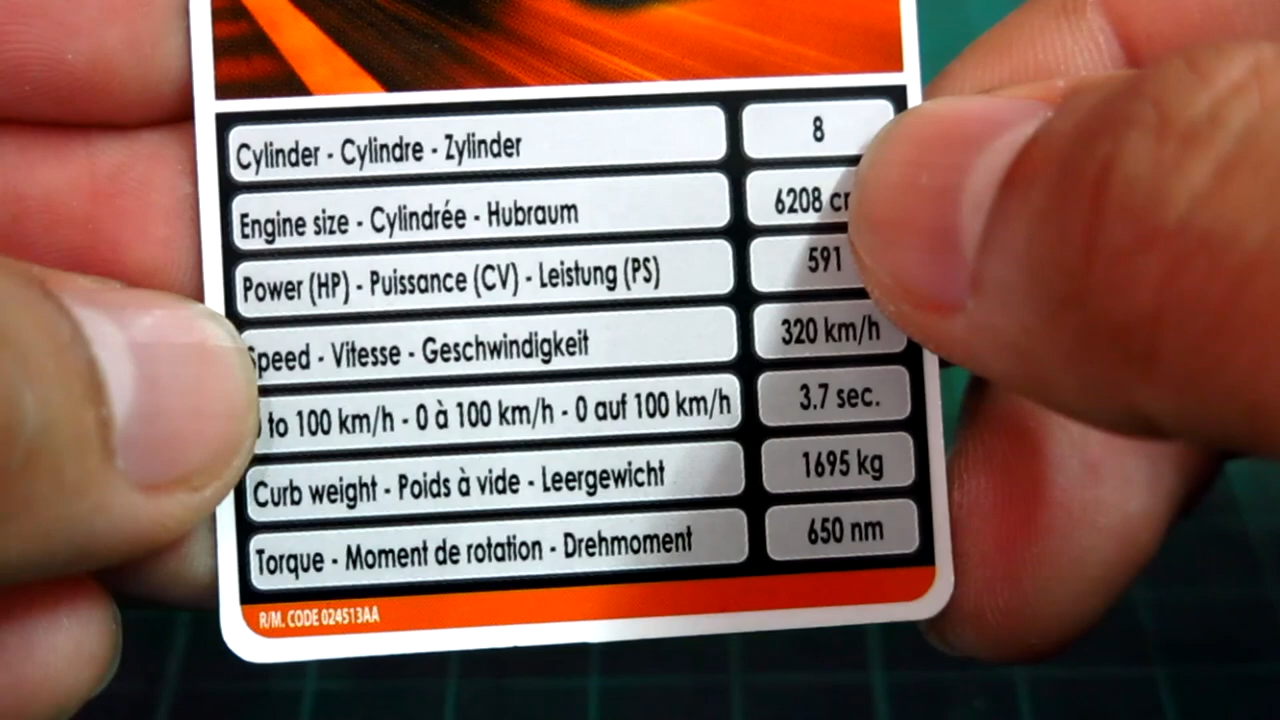 Cylinder - Cylindre - Zylinder 8
Engine size - Cylindrée - Hubraum 6208
Power (HP) - Puissance (CV) - Leistung (PS) 591
Speed - Vitesse - Geschwindigkeit 320 km/h
to 100 km/h - 0 à 100 km/h - 0 auf 100 km/h 3.7 sec.
Curb weight - Poids à vide - Leergewicht 1695 kg
Torque - Moment de rotation - Drehmoment 650 nm
R/M. CODE 024513AA